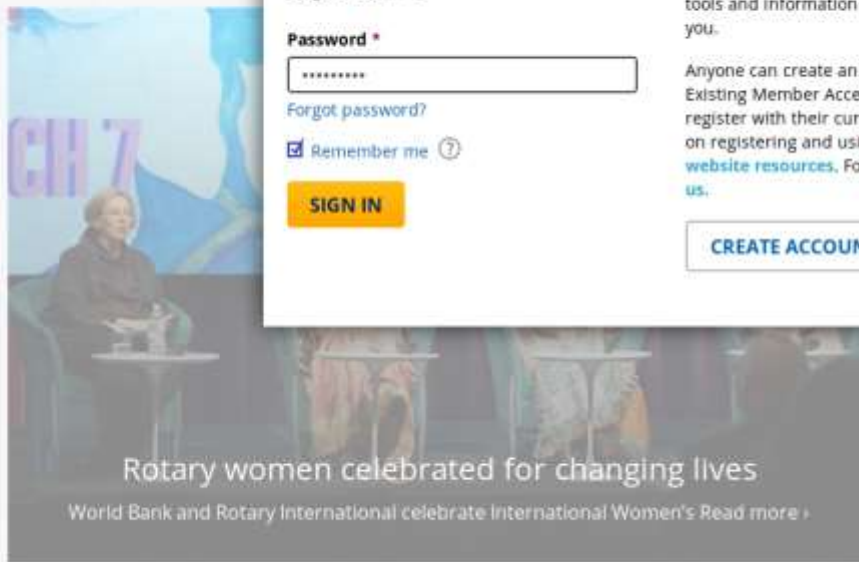 tools and information
you.
Password *
•••••••••
Anyone can create an
Existing Member Acce
Forgot password?
register with their cur
Remember me ?
on registering and usi
website resources. Fo
us.
SIGN IN
CREATE ACCOUN
CH 7
Rotary women celebrated for changing lives
World Bank and Rotary International celebrate International Women's Read more ›